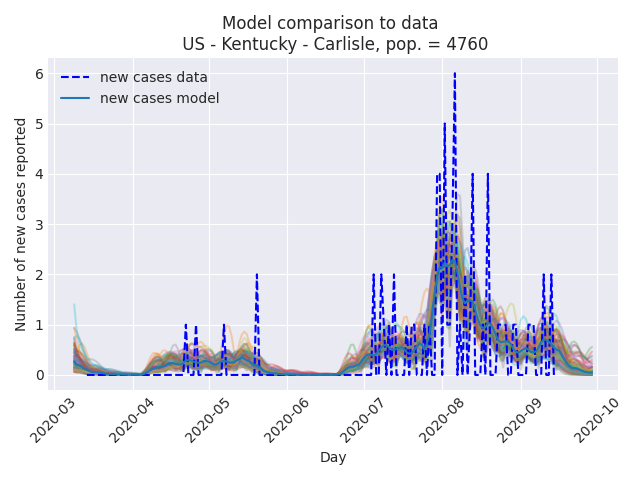 Model comparison to data
US - Kentucky - Carlisle, pop. = 4760
new cases data
new cases model
Number of new cases reported
6
5
4
3
2
1
0
2020-03
2020-04
2020-05
2020-06
2020-07
2020-08
2020-09
2020-10
Day